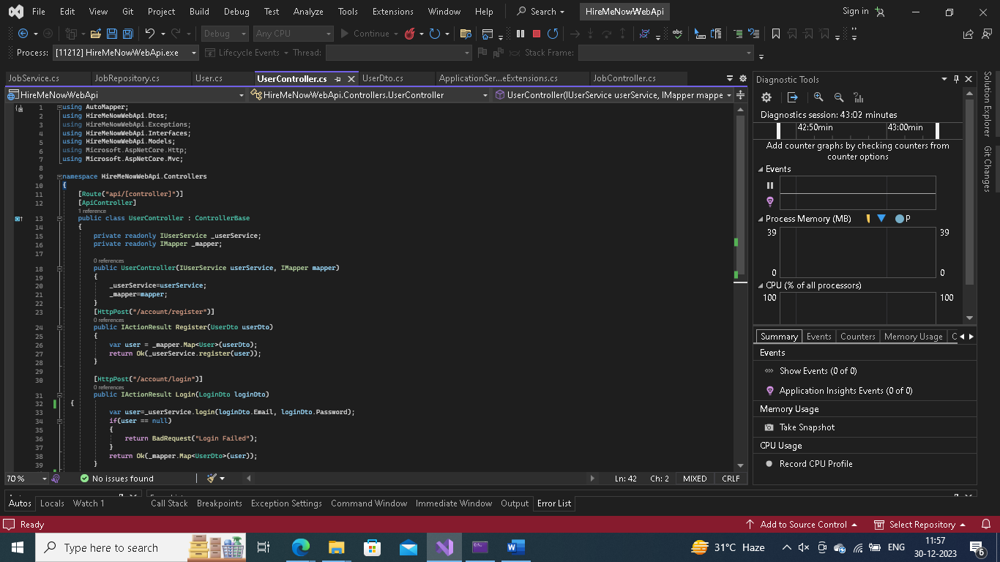 File Edit View Git Project Build Debug Test Analyze Tools Extensions Window Help Search HireMeNowWebApi Sign in
Debug Any CPU Continue
Process: [11212] HireMeNowWebApi.exe Lifecycle Events Thread: Stack Frame:
JobService.cs JobRepository.cs User.cs UserController.cs UserDto.cs ApplicationSer...eExtensions.cs JobController.cs
HireMeNowWebApi HireMeNowWebApi.Controllers.UserController UserController(IUserService userService, IMapper mappe
1 using AutoMapper;
2 using HireMeNowWebApi.Dtos;
3 using HireMeNowWebApi.Exceptions;
4 using HireMeNowWebApi.Interfaces;
5 using HireMeNowWebApi.Models;
6 using Microsoft.AspNetCore.Http;
7 using Microsoft.AspNetCore.Mvc;
8
9 namespace HireMeNowWebApi.Controllers
10 {
11 [Route("api/[controller]")]
12 [ApiController]
1 reference
13 public class UserController : ControllerBase
14 {
15 private readonly IUserService _userService;
16 private readonly IMapper _mapper;
17
0 references
18 public UserController(IUserService userService, IMapper mapper)
19 {
20 _userService=userService;
21 _mapper=mapper;
22 }
23 [HttpPost("/account/register")]
0 references
24 public IActionResult Register(UserDto userDto)
25 {
26 var user = _mapper.Map<User>(userDto);
27 return Ok(_userService.register(user));
28 }
29
30 [HttpPost("/account/login")]
0 references
31 public IActionResult Login(LoginDto loginDto)
32 {
33 var user=_userService.login(loginDto.Email, loginDto.Password);
34 if(user == null)
35 {
36 return BadRequest("Login Failed");
37 }
38 return Ok(_mapper.Map<UserDto>(user));
39 }
70 % No issues found Ln: 42 Ch: 2 MIXED CRLF
Diagnostic Tools
Diagnostics session: 43:02 minutes
42:50min 43:00min
Add counter graphs by checking counters from
counter options
Events
Process Memory (MB) P
39 39
0 0
CPU (% of all processors)
100 100
Summary Events Counters Memory Usage C
Events
Show Events (0 of 0)
Application Insights Events (0 of 0)
Memory Usage
Take Snapshot
CPU Usage
Record CPU Profile
Solution Explorer
Git Changes
Autos Locals Watch 1 Call Stack Breakpoints Exception Settings Command Window Immediate Window Output Error List
Ready Add to Source Control Select Repository
Type here to search 31°C Haze ENG 11:57
30-12-2023 6